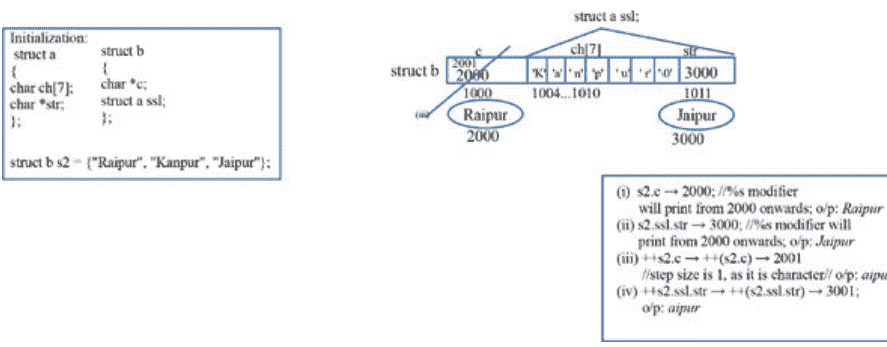 Initialization:
struct a
{
char ch[7];
char *str;
};
struct b
{
char *c;
struct a ssl;
};
struct b s2 = {"Raipur", "Kanpur", "Jaipur"};
struct a ssl;
c ch[7] str
2001
struct b 2000 'K' 'a' 'n' 'p' 'u' 'r' '\0' 3000
1000 1004...1010 1011
(iii) Raipur Jaipur
2000 3000
(i) s2.c → 2000; //%s modifier
will print from 2000 onwards; o/p: Raipur
(ii) s2.ssl.str → 3000; //%s modifier will
print from 2000 onwards; o/p: Jaipur
(iii) ++s2.c → ++(s2.c) → 2001
//step size is 1, as it is character// o/p: aipu
(iv) ++s2.ssl.str → ++(s2.ssl.str) → 3001;
o/p: aipur